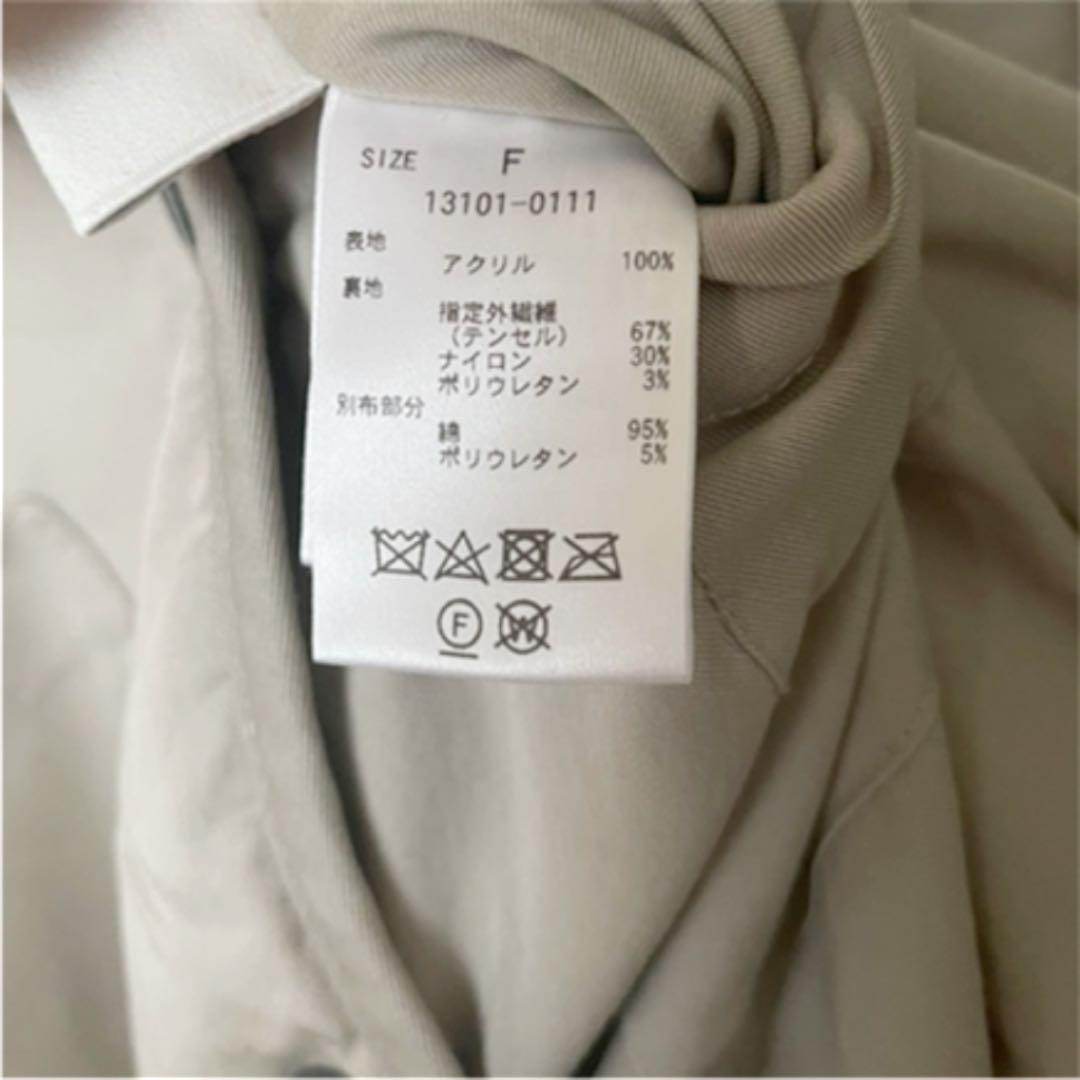 SIZE F
13101-0111
表地
アクリル 100%
裏地
指定外繊維
(テンセル) 67%
ナイロン 30%
ポリウレタン 3%
別布部分
綿 95%
ポリウレタン 5%
F
W